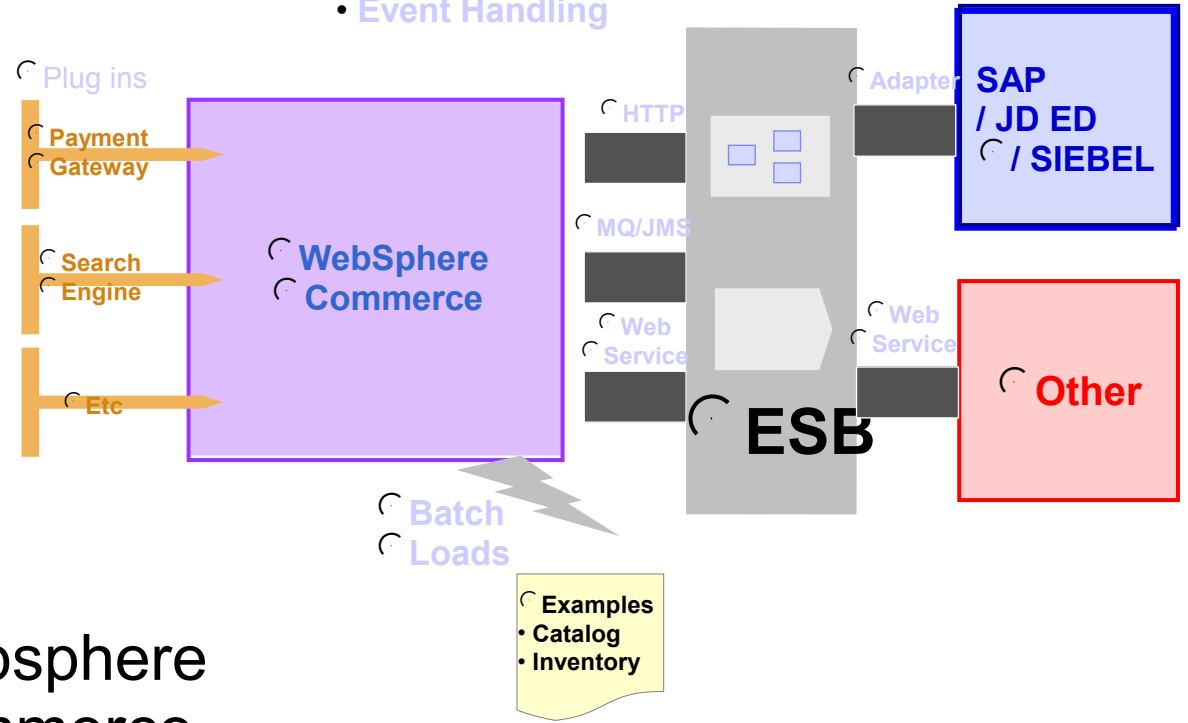 • Event Handling
Plug ins
Payment
Gateway
Search
Engine
Etc
WebSphere
Commerce
HTTP
MQ/JMS
Web
Service
ESB
Adapter
SAP
/ JD ED
/ SIEBEL
Web
Service
Other
Batch
Loads
Examples
• Catalog
• Inventory
osphere